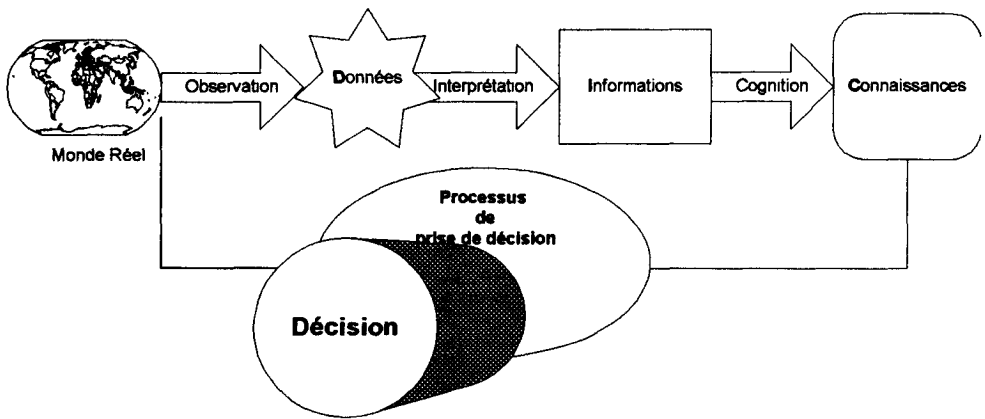 Monde Réel
Observation
Données
Interprétation
Informations
Cognition
Connaissances
Processus
de
prise de décision
Décision